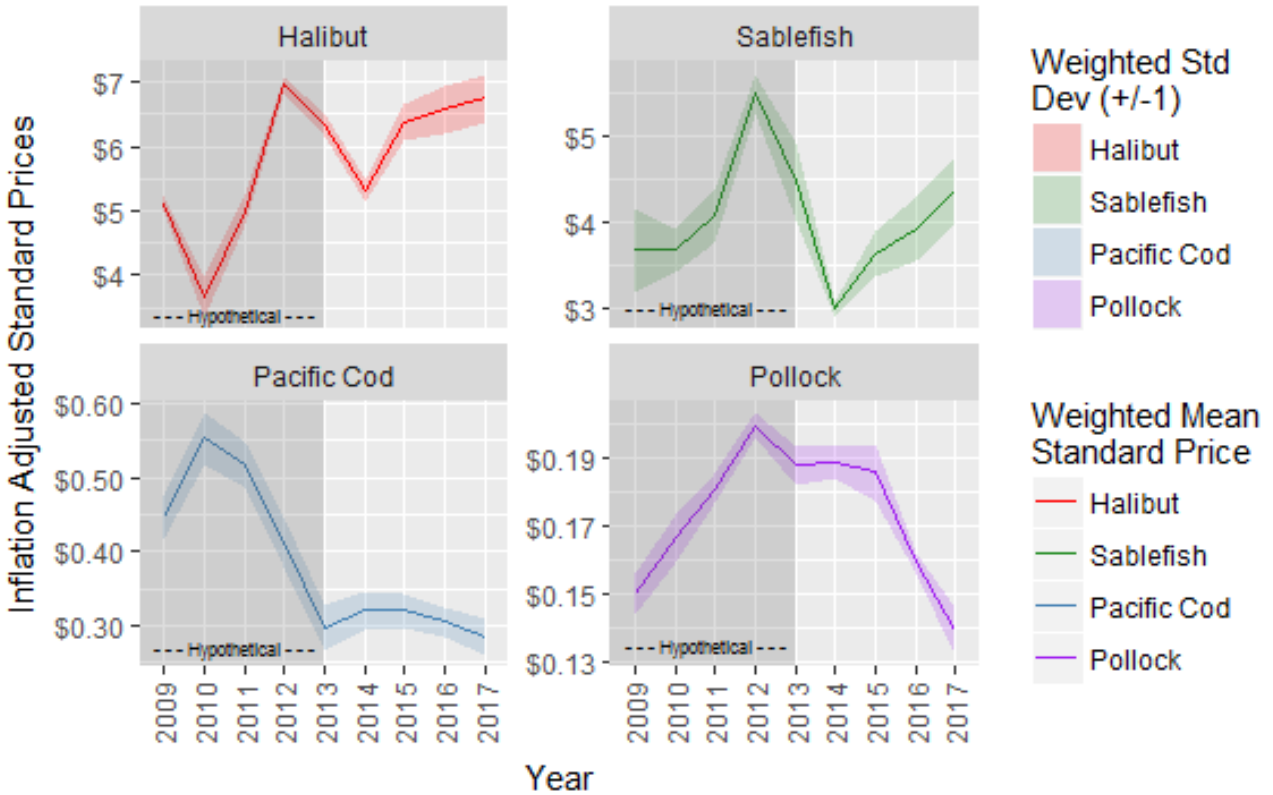 Halibut
Sablefish
$7
$6
$5
$4
--- Hypothetical ---
$5
$4
$3
--- Hypothetical ---
Pacific Cod
Pollock
$0.60
$0.50
$0.40
$0.30
--- Hypothetical ---
$0.19
$0.17
$0.15
$0.13
--- Hypothetical ---
2009
2010
2011
2012
2013
2014
2015
2016
2017
2009
2010
2011
2012
2013
2014
2015
2016
2017
Year
Inflation Adjusted Standard Prices
Weighted Std
Dev (+/-1)
Halibut
Sablefish
Pacific Cod
Pollock
Weighted Mean
Standard Price
Halibut
Sablefish
Pacific Cod
Pollock